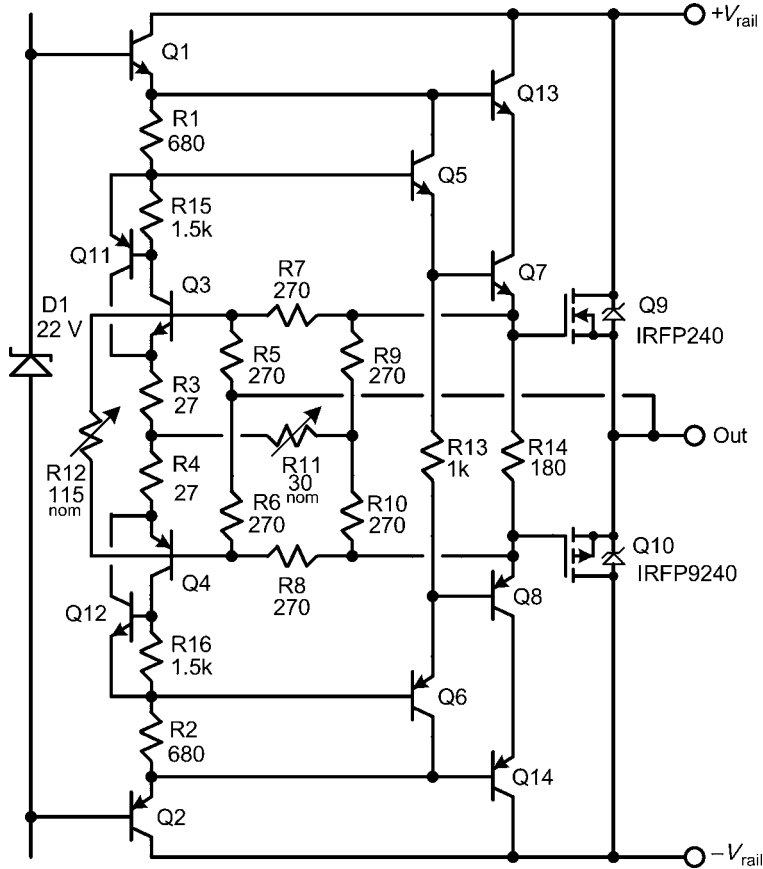 +Vrail
Q1
Q13
R1
680
Q5
R15
1.5k
Q11
Q3
R7
270
Q7
D1
22 V
Q9
IRFP240
R5
270
R9
270
R3
27
R12
115
nom
R11
30
nom
R13
1k
R14
180
Out
R4
27
R6
270
R10
270
Q10
IRFP9240
Q4
R8
270
Q8
Q12
R16
1.5k
Q6
R2
680
Q14
Q2
−Vrail